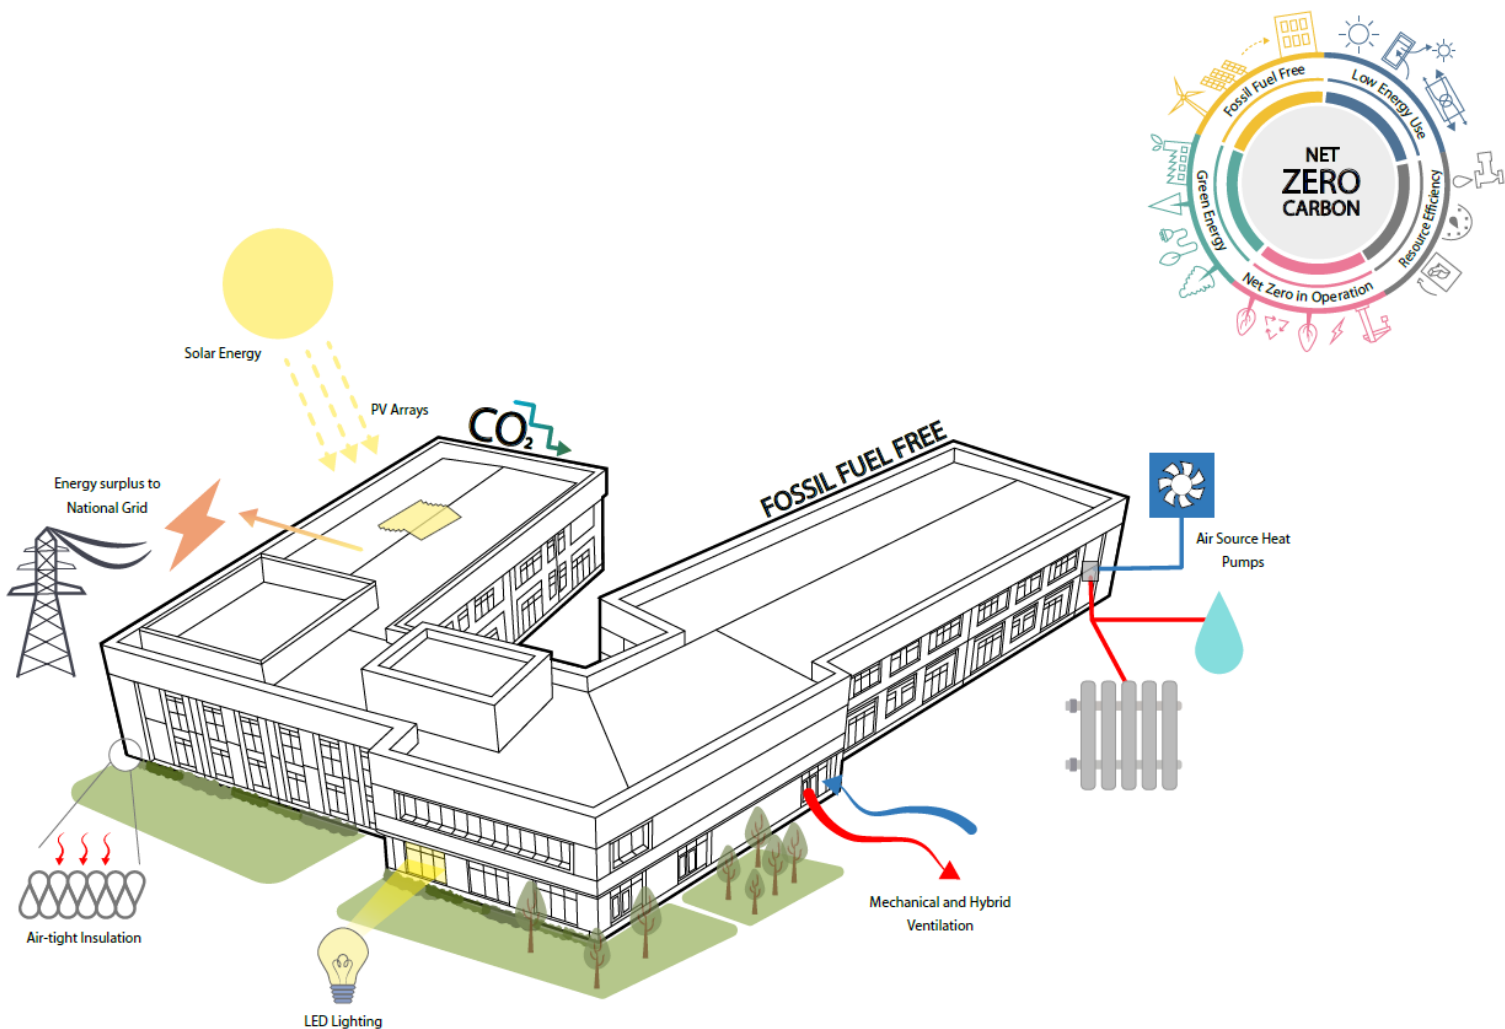 Fossil Fuel Free
Low Energy Use
NET
ZERO
CARBON
Green Energy
Resource Efficiency
Net Zero in Operation
Solar Energy
PV Arrays
CO₂
FOSSIL FUEL FREE
Energy surplus to
National Grid
Air Source Heat
Pumps
Mechanical and Hybrid
Ventilation
Air-tight Insulation
LED Lighting